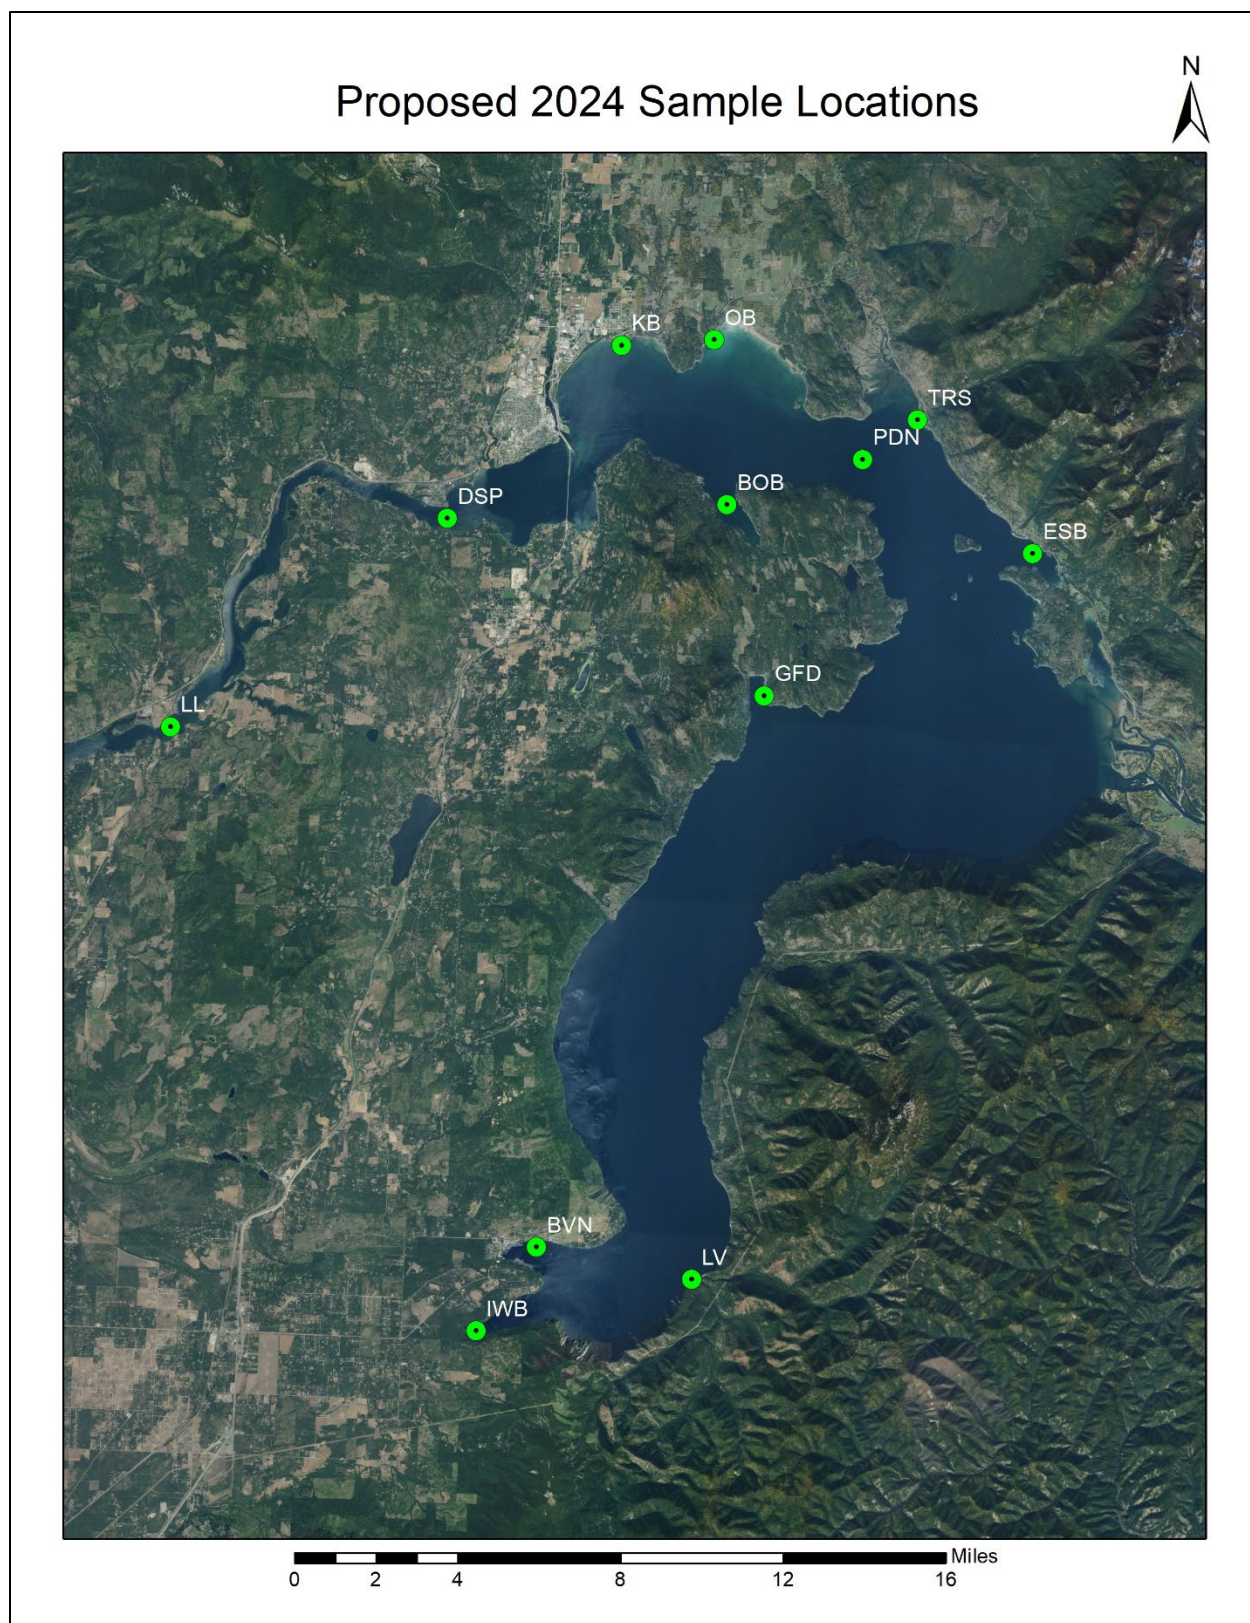 N
Proposed 2024 Sample Locations
KB
OB
TRS
PDN
BOB
DSP
ESB
GFD
LL
BVN
LV
IWB
Miles
0 2 4 8 12 16